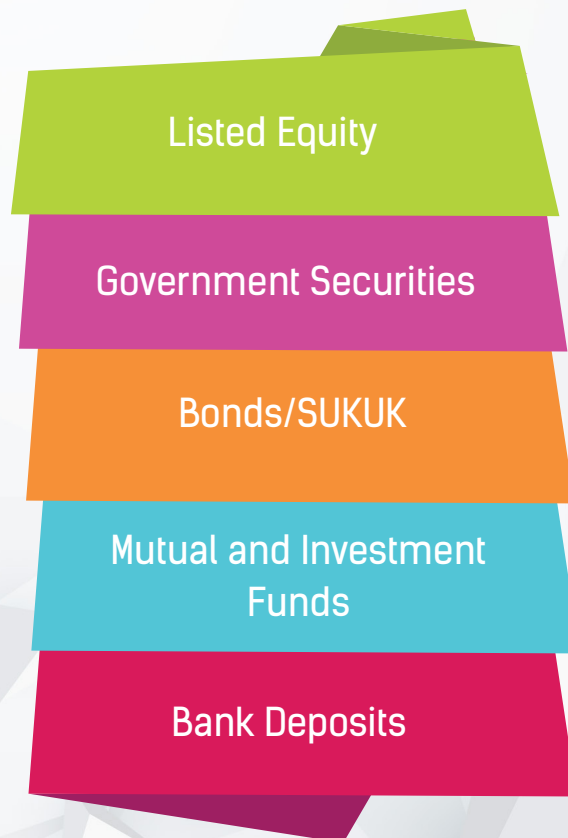 Listed Equity
Government Securities
Bonds/SUKUK
Mutual and Investment
Funds
Bank Deposits